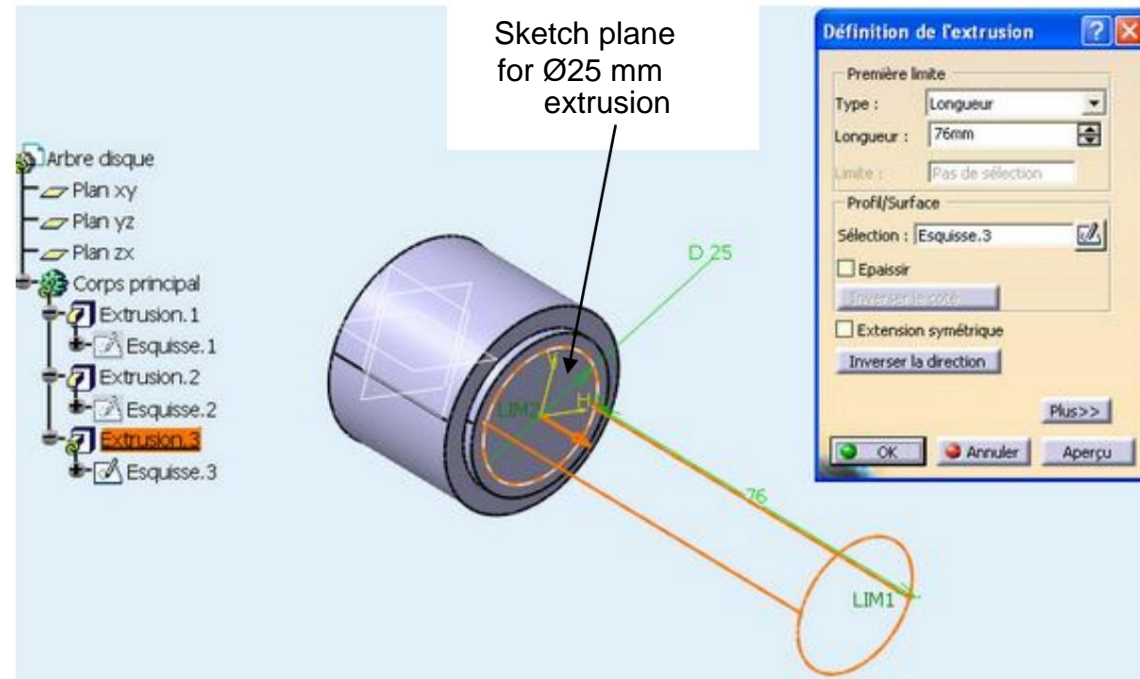 Sketch plane
for Ø25 mm
extrusion
Arbre disque
Plan xy
Plan yz
Plan zx
Corps principal
Extrusion.1
Esquisse.1
Extrusion.2
Esquisse.2
Extrusion.3
Esquisse.3
D 25
V
H
LIM2
76
LIM1
Définition de l'extrusion
Première limite
Type : Longueur
Longueur : 76mm
Limite : Pas de sélection
Profil/Surface
Sélection : Esquisse.3
Epaissir
Inverser le côté
Extension symétrique
Inverser la direction
Plus>>
OK Annuler Aperçu